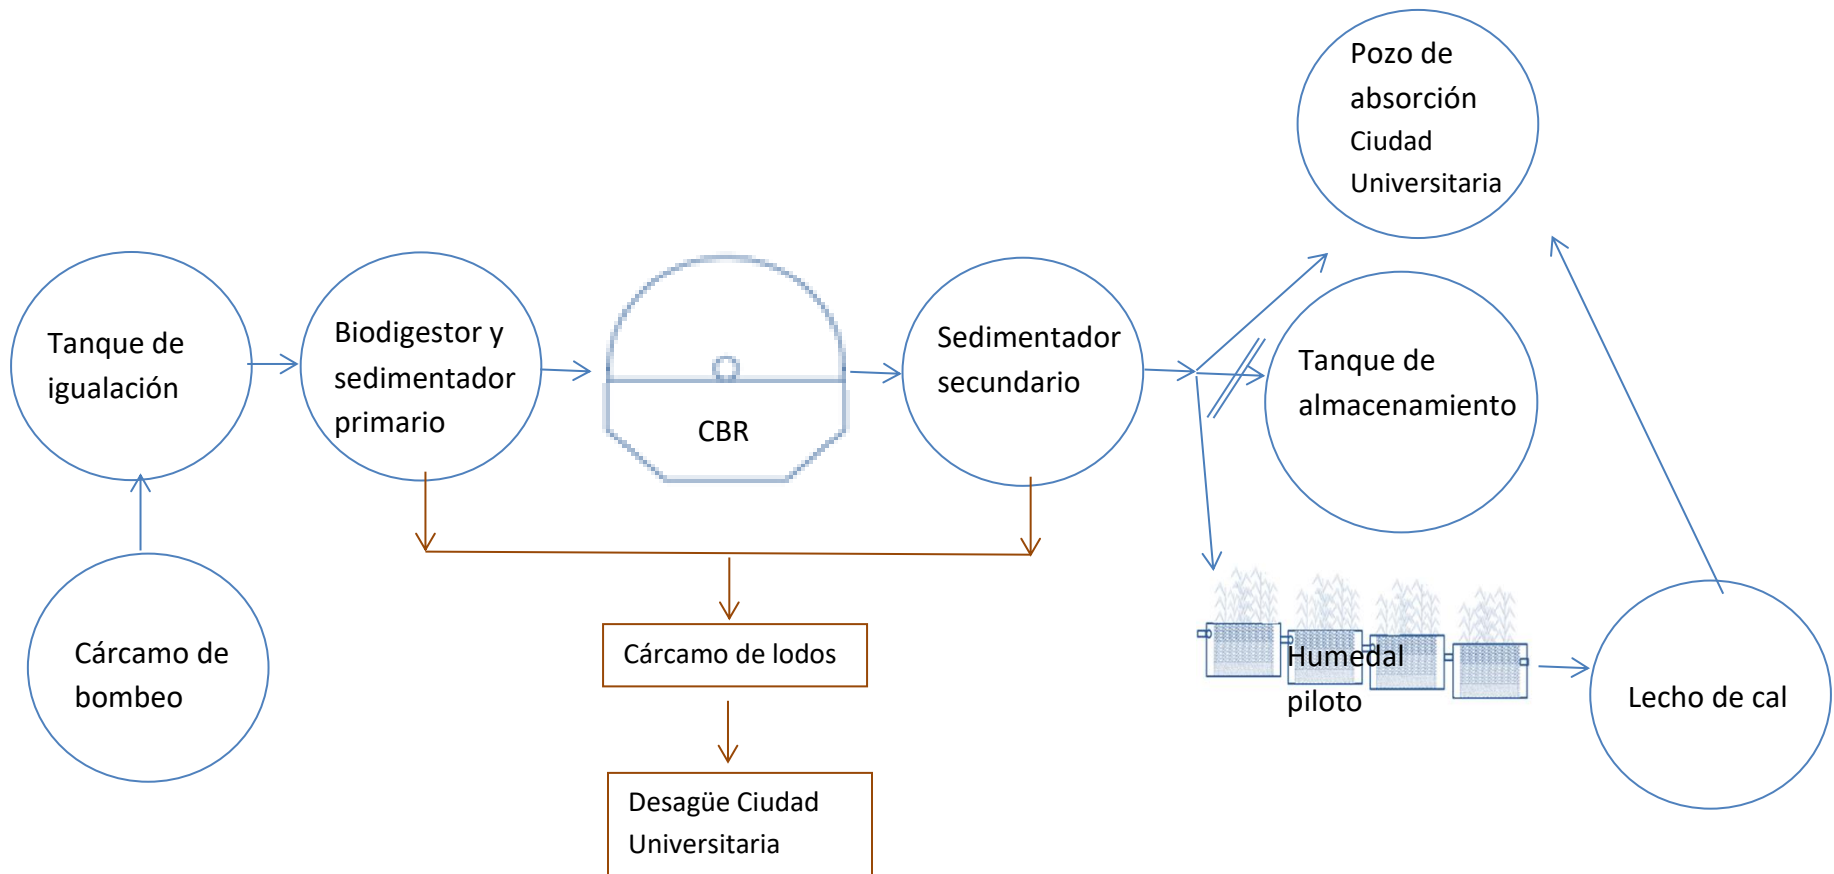 Pozo de
absorción
Ciudad
Universitaria
Tanque de
igualación
Biodigestor y
sedimentador
primario
CBR
Sedimentador
secundario
Tanque de
almacenamiento
Cárcamo de
bombeo
Cárcamo de lodos
Humedal
piloto
Lecho de cal
Desagüe Ciudad
Universitaria